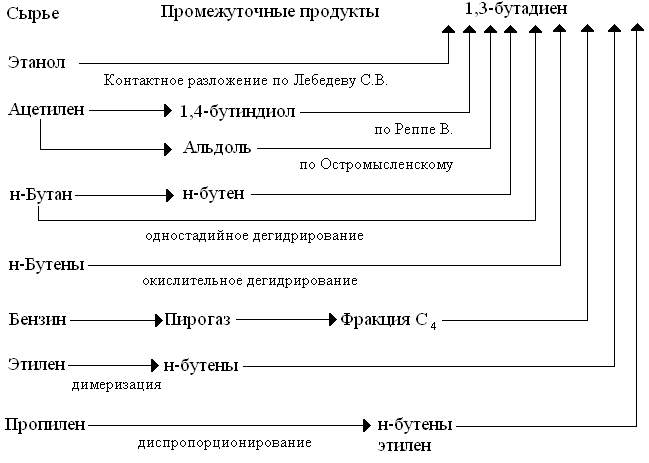 Сырье Промежуточные продукты 1,3-бутадиен
Этанол
Контактное разложение по Лебедеву С.В.
Ацетилен 1,4-бутиндиол
по Реппе В.
Альдоль
по Остромысленскому
н-Бутан н-бутен
одностадийное дегидрирование
н-Бутены
окислительное дегидрирование
Бензин Пирогаз Фракция С4
Этилен н-бутены
димеризация
Пропилен н-бутены
диспропорционирование этилен